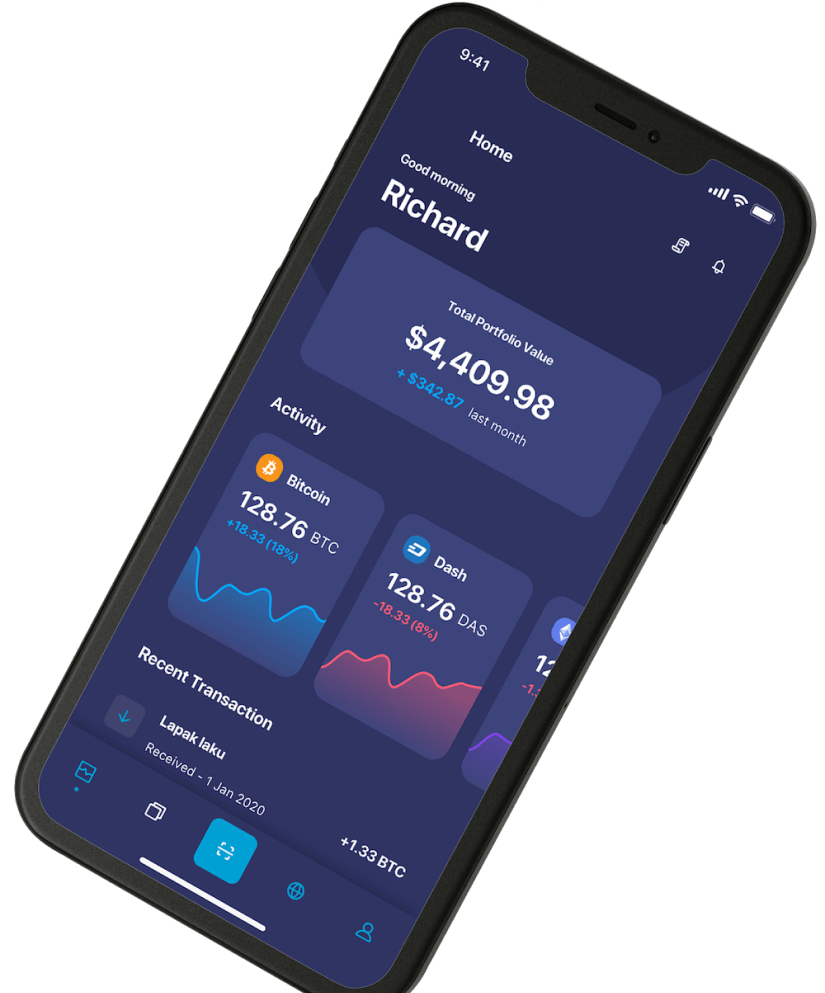 9:41
Home
Good morning
Richard
Total Portfolio Value
$4,409.98
+ $342.87 last month
Activity
Bitcoin
128.76 BTC
+18.33 (18%)
Dash
128.76 DAS
-18.33 (8%)
12
-1.
Recent Transaction
Lapak laku
Received - 1 Jan 2020
+1.33 BTC